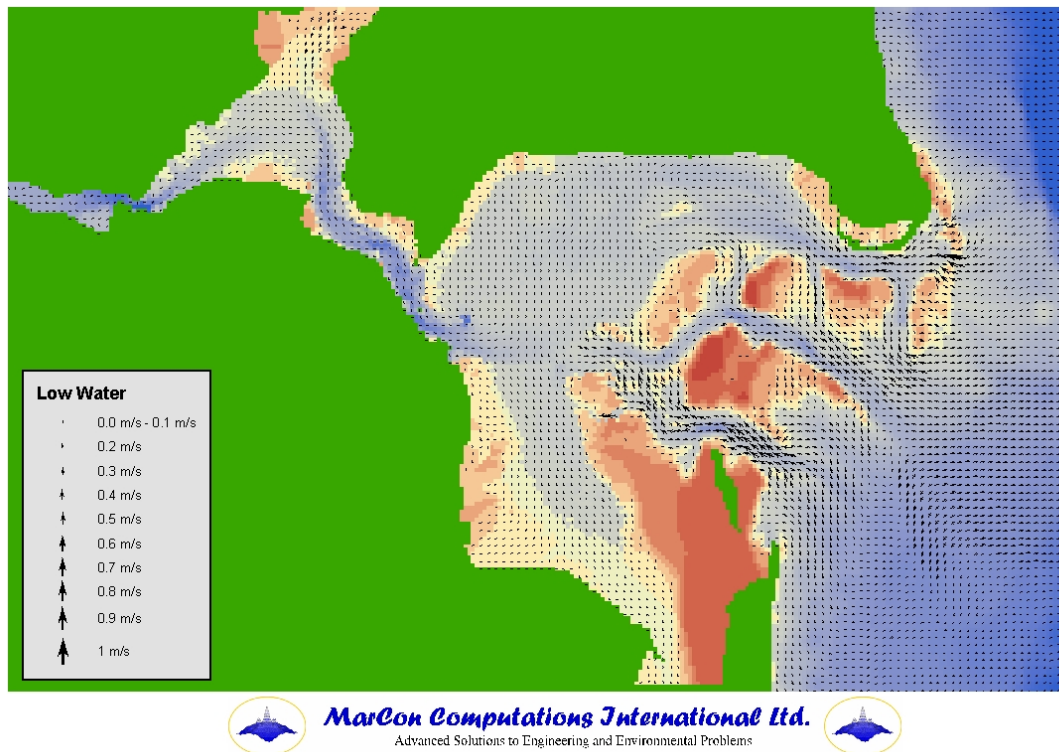 Low Water
0.0 m/s - 0.1 m/s
0.2 m/s
0.3 m/s
0.4 m/s
0.5 m/s
0.6 m/s
0.7 m/s
0.8 m/s
0.9 m/s
1 m/s
MarCon Computations International Ltd.
Advanced Solutions to Engineering and Environmental Problems